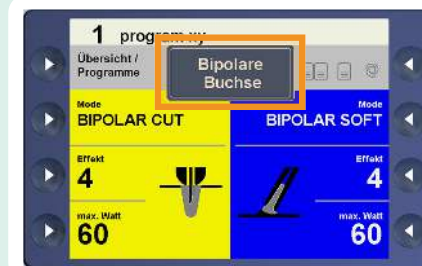 1 program xy
Übersicht /
Programme
Bipolare
Buchse
Mode
BIPOLAR CUT
Mode
BIPOLAR SOFT
Effekt
4
Effekt
4
max. Watt
60
max. Watt
60